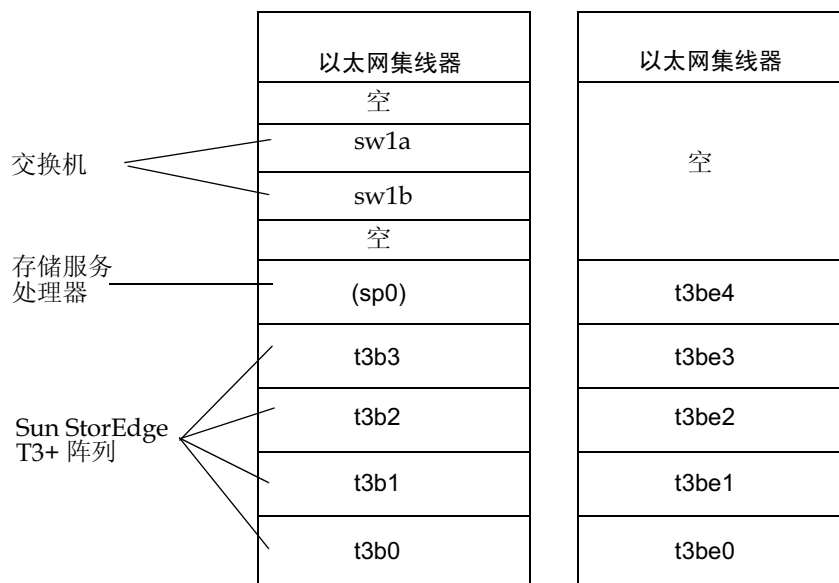 以太网集线器
空
sw1a
sw1b
空
(sp0)
t3b3
t3b2
t3b1
t3b0
交换机
存储服务
处理器
Sun StorEdge
T3+ 阵列
以太网集线器
空
t3be4
t3be3
t3be2
t3be1
t3be0